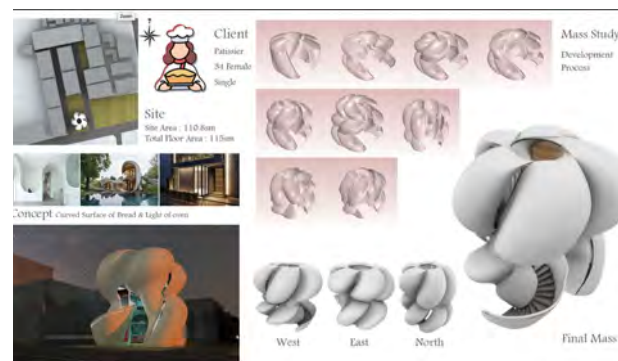 Client
Patissier
34 Female
Single
Site
Site Area : 110.8sm
Total Floor Area : 115sm
Concept Curved Surface of Bread & Light of oven
Mass Study
Development
Process
West
East
North
Final Mass